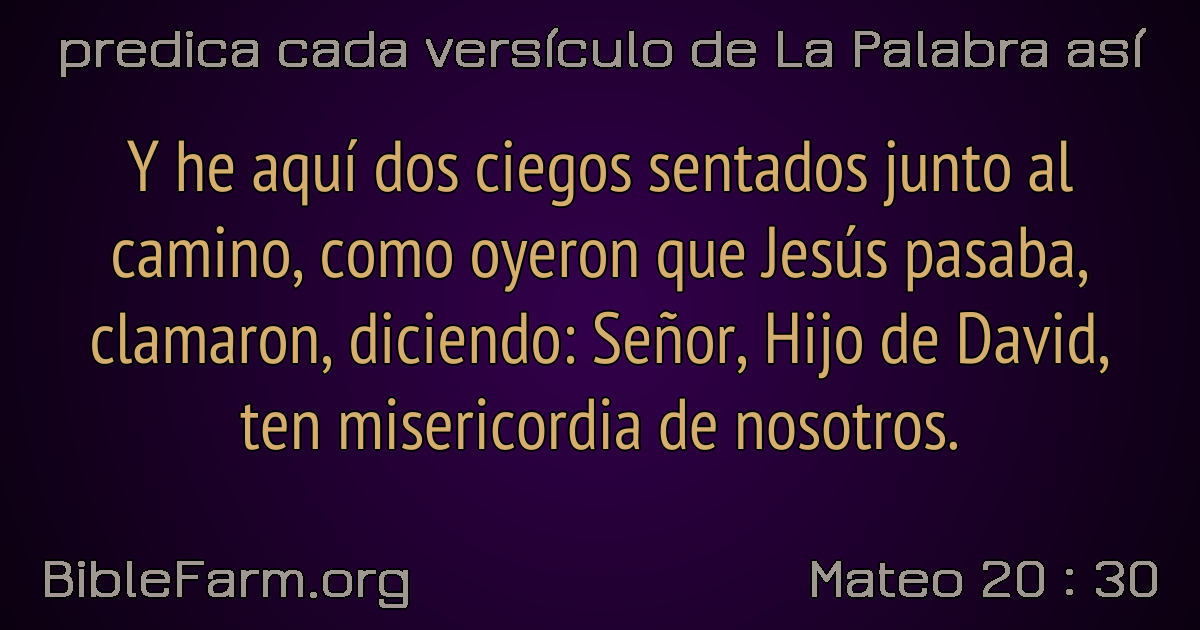 predica cada versículo de La Palabra así
Y he aquí dos ciegos sentados junto al
camino, como oyeron que Jesús pasaba,
clamaron, diciendo: Señor, Hijo de David,
ten misericordia de nosotros.
BibleFarm.org
Mateo 20 : 30